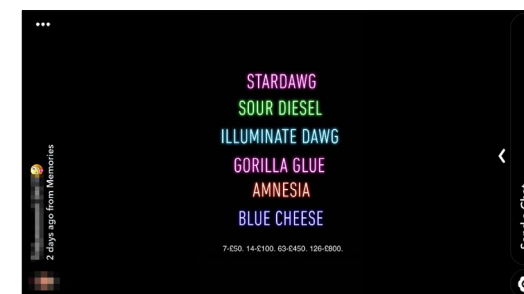 STARDAWG
SOUR DIESEL
ILLUMINATE DAWG
GORILLA GLUE
AMNESIA
BLUE CHEESE
7-£50. 14-£100. 63-£450. 126-£800.
2 days ago from Memories